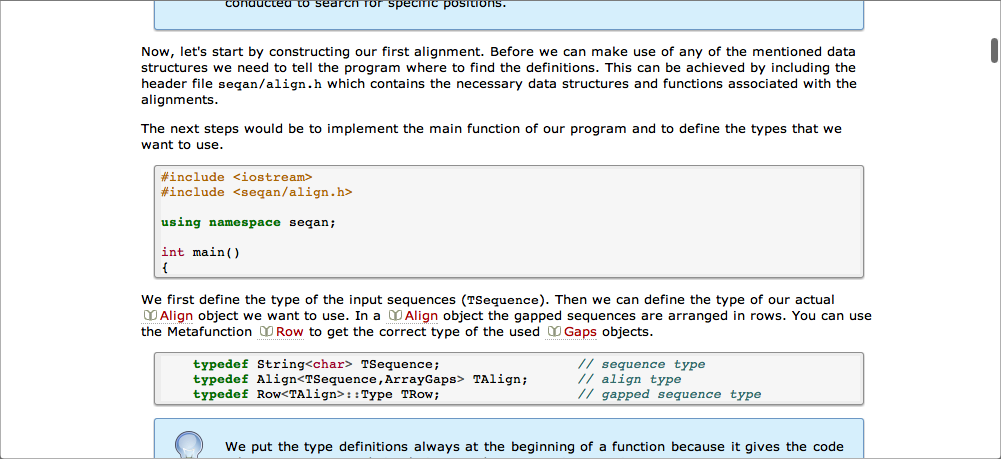 conducted to search for specific positions.
Now, let's start by constructing our first alignment. Before we can make use of any of the mentioned data
structures we need to tell the program where to find the definitions. This can be achieved by including the
header file seqan/align.h which contains the necessary data structures and functions associated with the
alignments.
The next steps would be to implement the main function of our program and to define the types that we
want to use.
#include <iostream>
#include <seqan/align.h>
using namespace seqan;
int main()
{
We first define the type of the input sequences (TSequence). Then we can define the type of our actual
Align object we want to use. In a Align object the gapped sequences are arranged in rows. You can use
the Metafunction Row to get the correct type of the used Gaps objects.
typedef String<char> TSequence; // sequence type
typedef Align<TSequence,ArrayGaps> TAlign; // align type
typedef Row<TAlign>::Type TRow; // gapped sequence type
We put the type definitions always at the beginning of a function because it gives the code